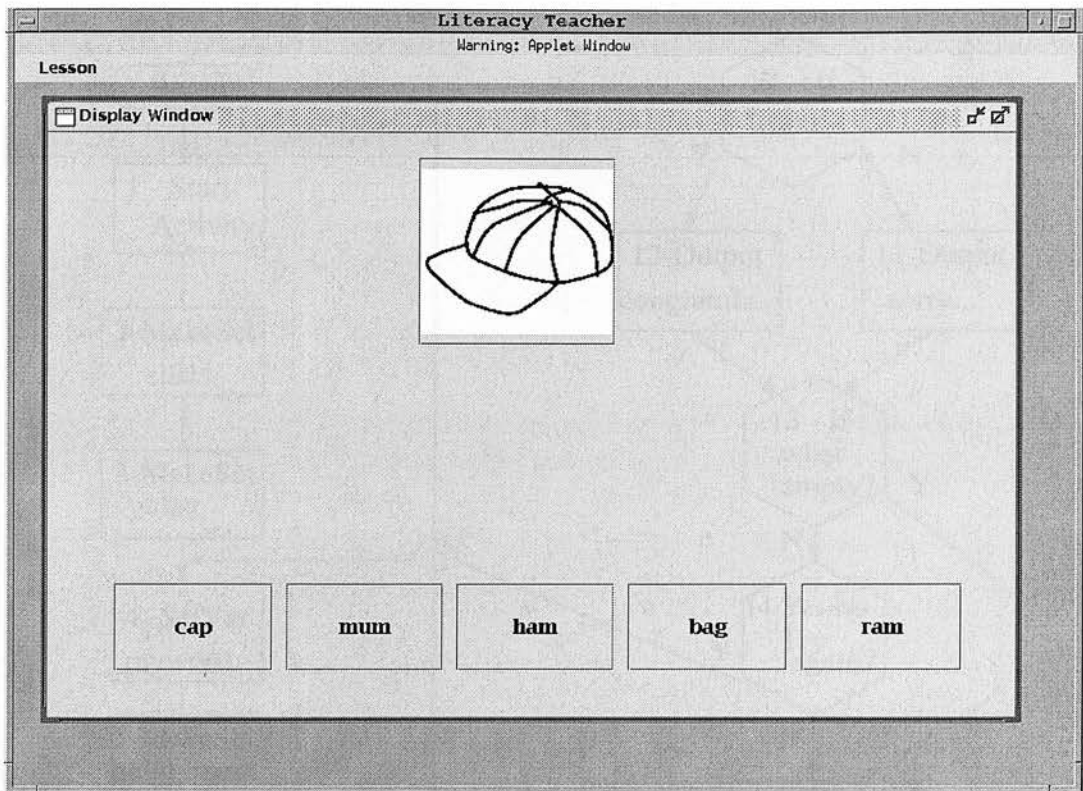 Literacy Teacher
Warning: Applet Window
Lesson
Display Window
cap
mum
ham
bag
ram